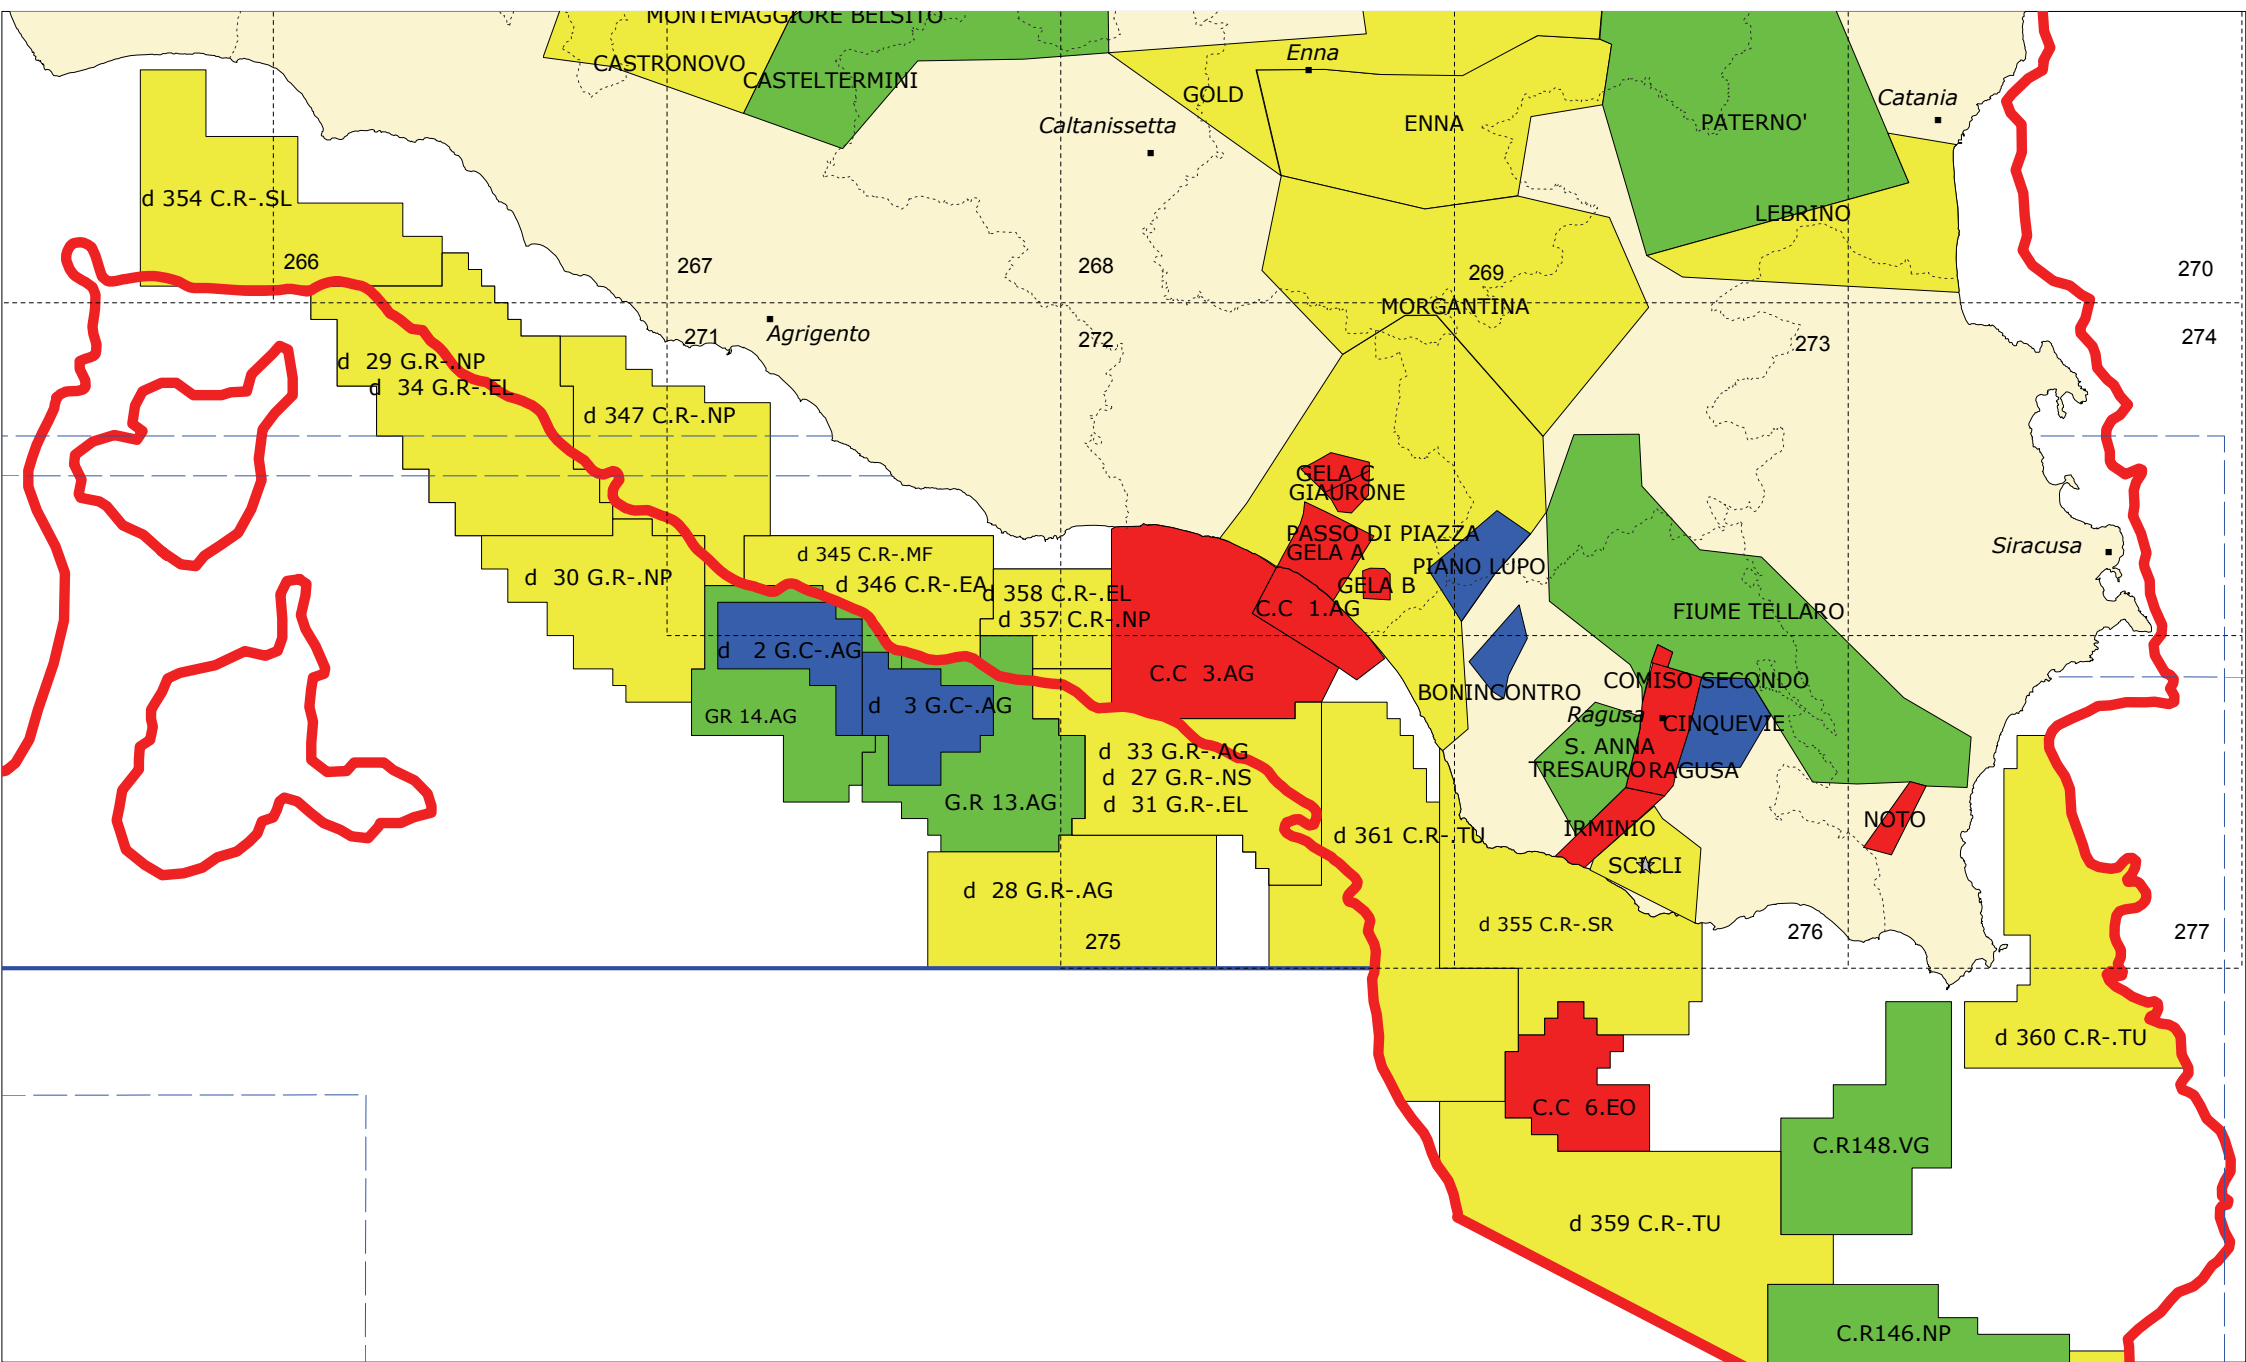 MONTEMAGGIORE BELSITO
CASTRONOVO
CASTELTERMINI
Enna
GOLD
ENNA
Caltanissetta
PATERNO'
Catania
LEBRINO
d 354 C.R-.SL
266
267
268
269
270
MORGANTINA
271
Agrigento
272
273
274
d 29 G.R-.NP
d 34 G.R-.EL
d 347 C.R-.NP
GELA C
GIAURONE
PASSO DI PIAZZA
GELA A
PIANO LUPO
GELA B
Siracusa
d 345 C.R-.MF
d 30 G.R-.NP
d 346 C.R-.EA
d 358 C.R-.EL
d 357 C.R-.NP
C.C 1.AG
FIUME TELLARO
d 2 G.C-.AG
C.C 3.AG
COMISO SECONDO
BONINCONTRO
d 3 G.C-.AG
GR 14.AG
Ragusa
CINQUEVIE
S. ANNA
TRESAURO
RAGUSA
d 33 G.R-.AG
d 27 G.R-.NS
d 31 G.R-.EL
G.R 13.AG
d 361 C.R-.TU
IRMINIO
NOTO
SCICLI
d 28 G.R-.AG
d 355 C.R-.SR
275
276
277
d 360 C.R-.TU
C.C 6.EO
C.R148.VG
d 359 C.R-.TU
C.R146.NP